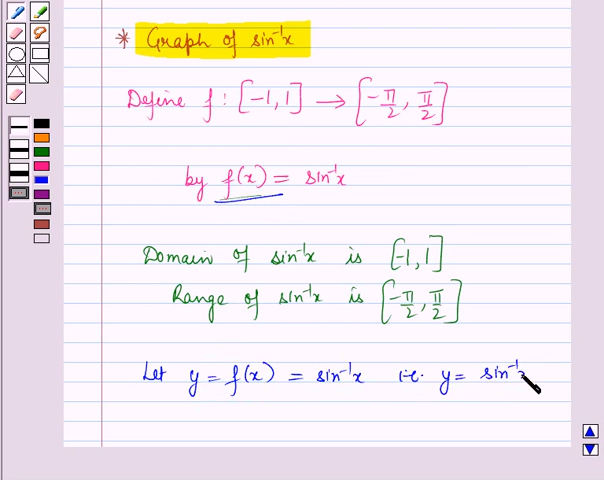 * Graph of sin⁻¹x
Define f : [-1, 1] → [-π/2, π/2]
by f(x) = sin⁻¹x
Domain of sin⁻¹x is [-1, 1]
Range of sin⁻¹x is [-π/2, π/2]
Let y = f(x) = sin⁻¹x i.e. y = sin⁻¹x